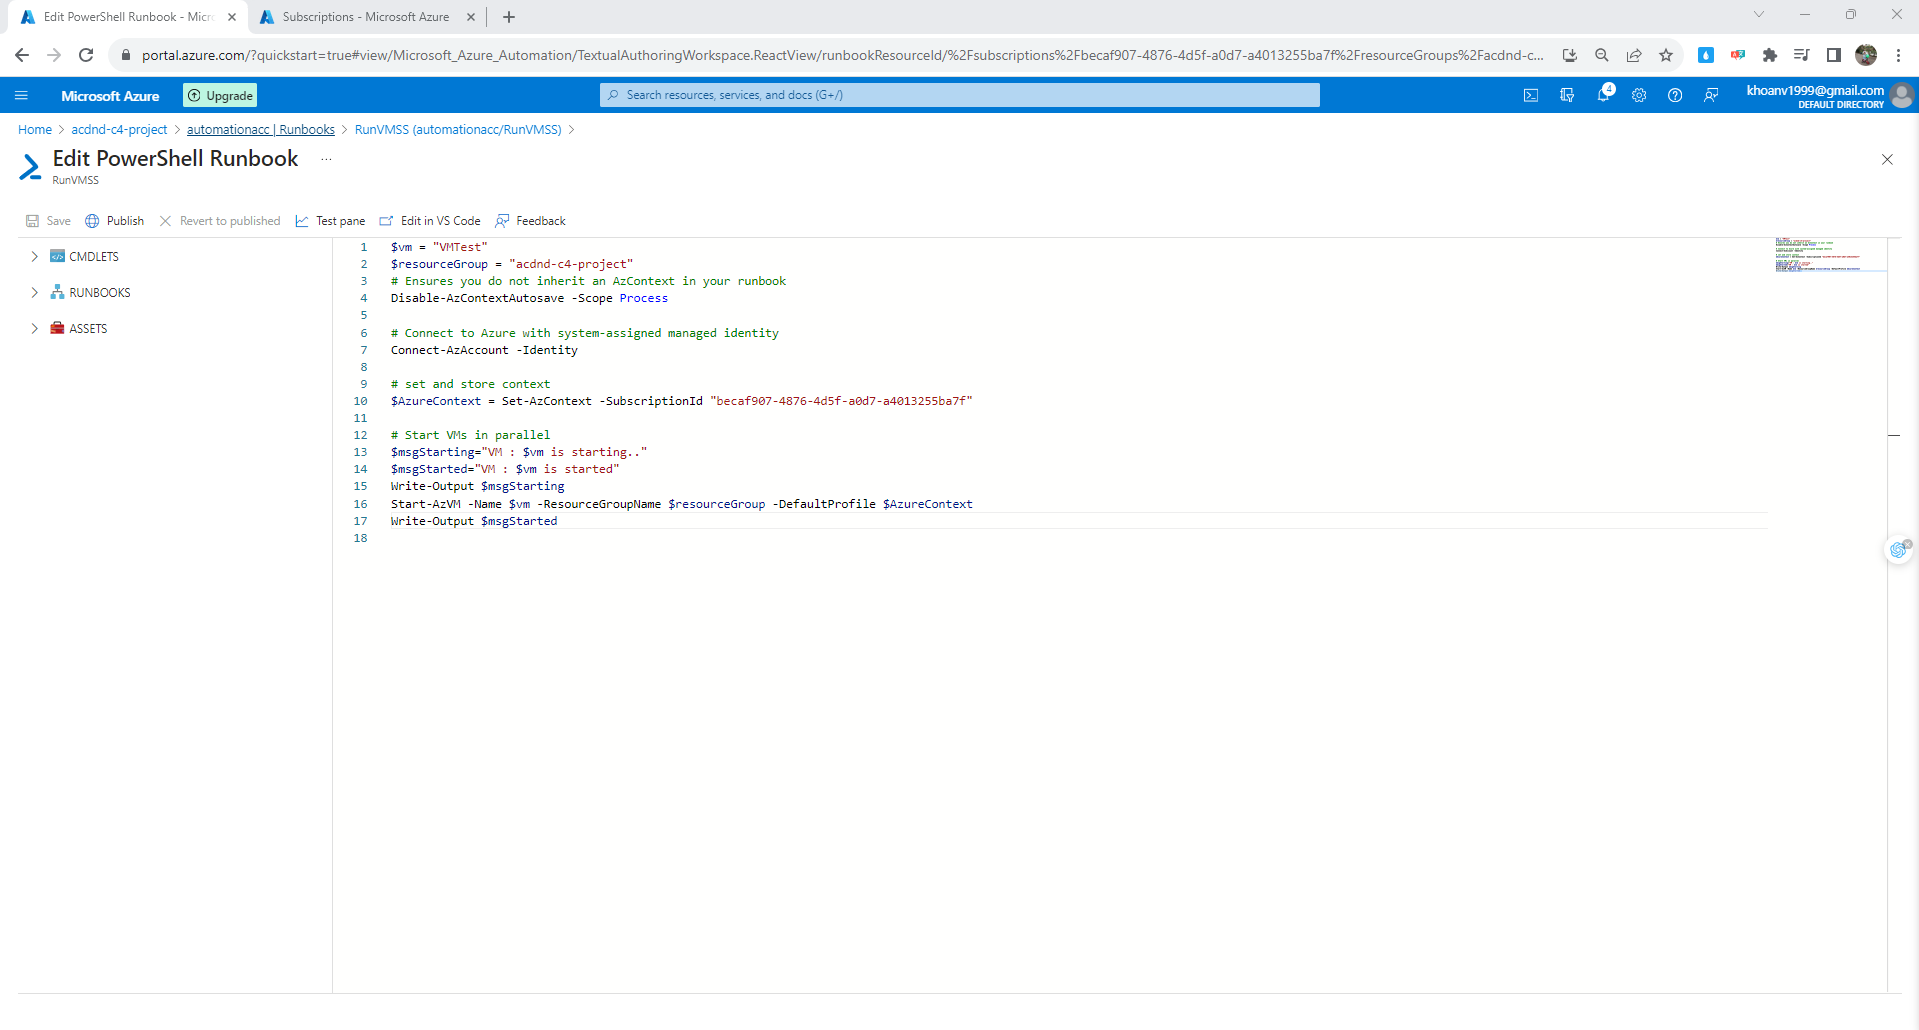 Edit PowerShell Runbook - Micr
Subscriptions - Microsoft Azure
portal.azure.com/?quickstart=true#view/Microsoft_Azure_Automation/TextualAuthoringWorkspace.ReactView/runbookResourceId/%2Fsubscriptions%2Fbecaf907-4876-4d5f-a0d7-a4013255ba7f%2FresourceGroups%2Facdnd-c...
Microsoft Azure
Upgrade
Search resources, services, and docs (G+/)
4
khoanv1999@gmail.com
DEFAULT DIRECTORY
Home > acdnd-c4-project > automationacc | Runbooks > RunVMSS (automationacc/RunVMSS) >
Edit PowerShell Runbook ...
RunVMSS
Save Publish Revert to published Test pane Edit in VS Code Feedback
CMDLETS
RUNBOOKS
ASSETS
1 $vm = "VMTest"
2 $resourceGroup = "acdnd-c4-project"
3 # Ensures you do not inherit an AzContext in your runbook
4 Disable-AzContextAutosave -Scope Process
5
6 # Connect to Azure with system-assigned managed identity
7 Connect-AzAccount -Identity
8
9 # set and store context
10 $AzureContext = Set-AzContext -SubscriptionId "becaf907-4876-4d5f-a0d7-a4013255ba7f"
11
12 # Start VMs in parallel
13 $msgStarting="VM : $vm is starting.."
14 $msgStarted="VM : $vm is started"
15 Write-Output $msgStarting
16 Start-AzVM -Name $vm -ResourceGroupName $resourceGroup -DefaultProfile $AzureContext
17 Write-Output $msgStarted
18